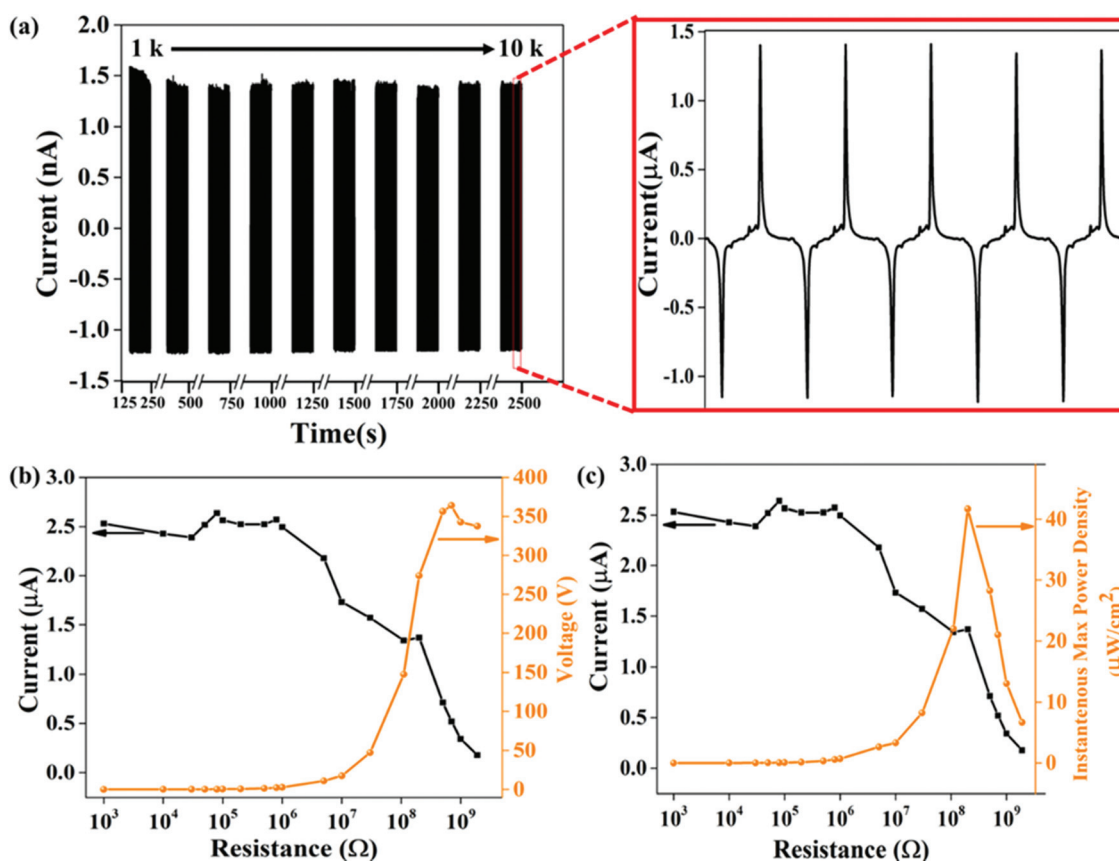 (a)
2.0
1.5
1.0
0.5
0.0
-0.5
-1.0
-1.5
Current (nA)
1 k
10 k
125 250 500 750 1000 1250 1500 1750 2000 2250 2500
Time(s)
1.5
1.0
0.5
0.0
-0.5
-1.0
Current(μA)
(b)
3.0
2.5
2.0
1.5
1.0
0.5
0.0
Current (μA)
400
350
300
250
200
150
100
50
0
Voltage (V)
10³ 10⁴ 10⁵ 10⁶ 10⁷ 10⁸ 10⁹
Resistance (Ω)
(c)
3.0
2.5
2.0
1.5
1.0
0.5
0.0
Current (μA)
40
30
20
10
0
Instantenous Max Power Density
(μW/cm²)
10³ 10⁴ 10⁵ 10⁶ 10⁷ 10⁸ 10⁹
Resistance (Ω)